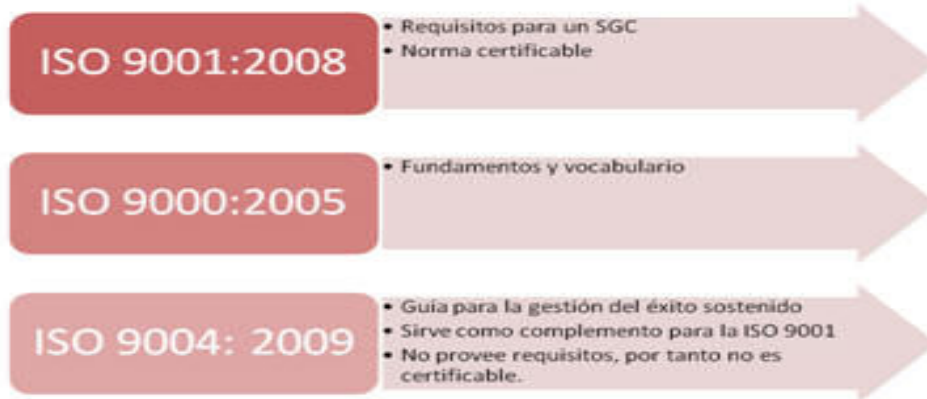 ISO 9001:2008
• Requisitos para un SGC
• Norma certificable
ISO 9000:2005
• Fundamentos y vocabulario
ISO 9004: 2009
• Guía para la gestión del éxito sostenido
• Sirve como complemento para la ISO 9001
• No provee requisitos, por tanto no es
certificable.